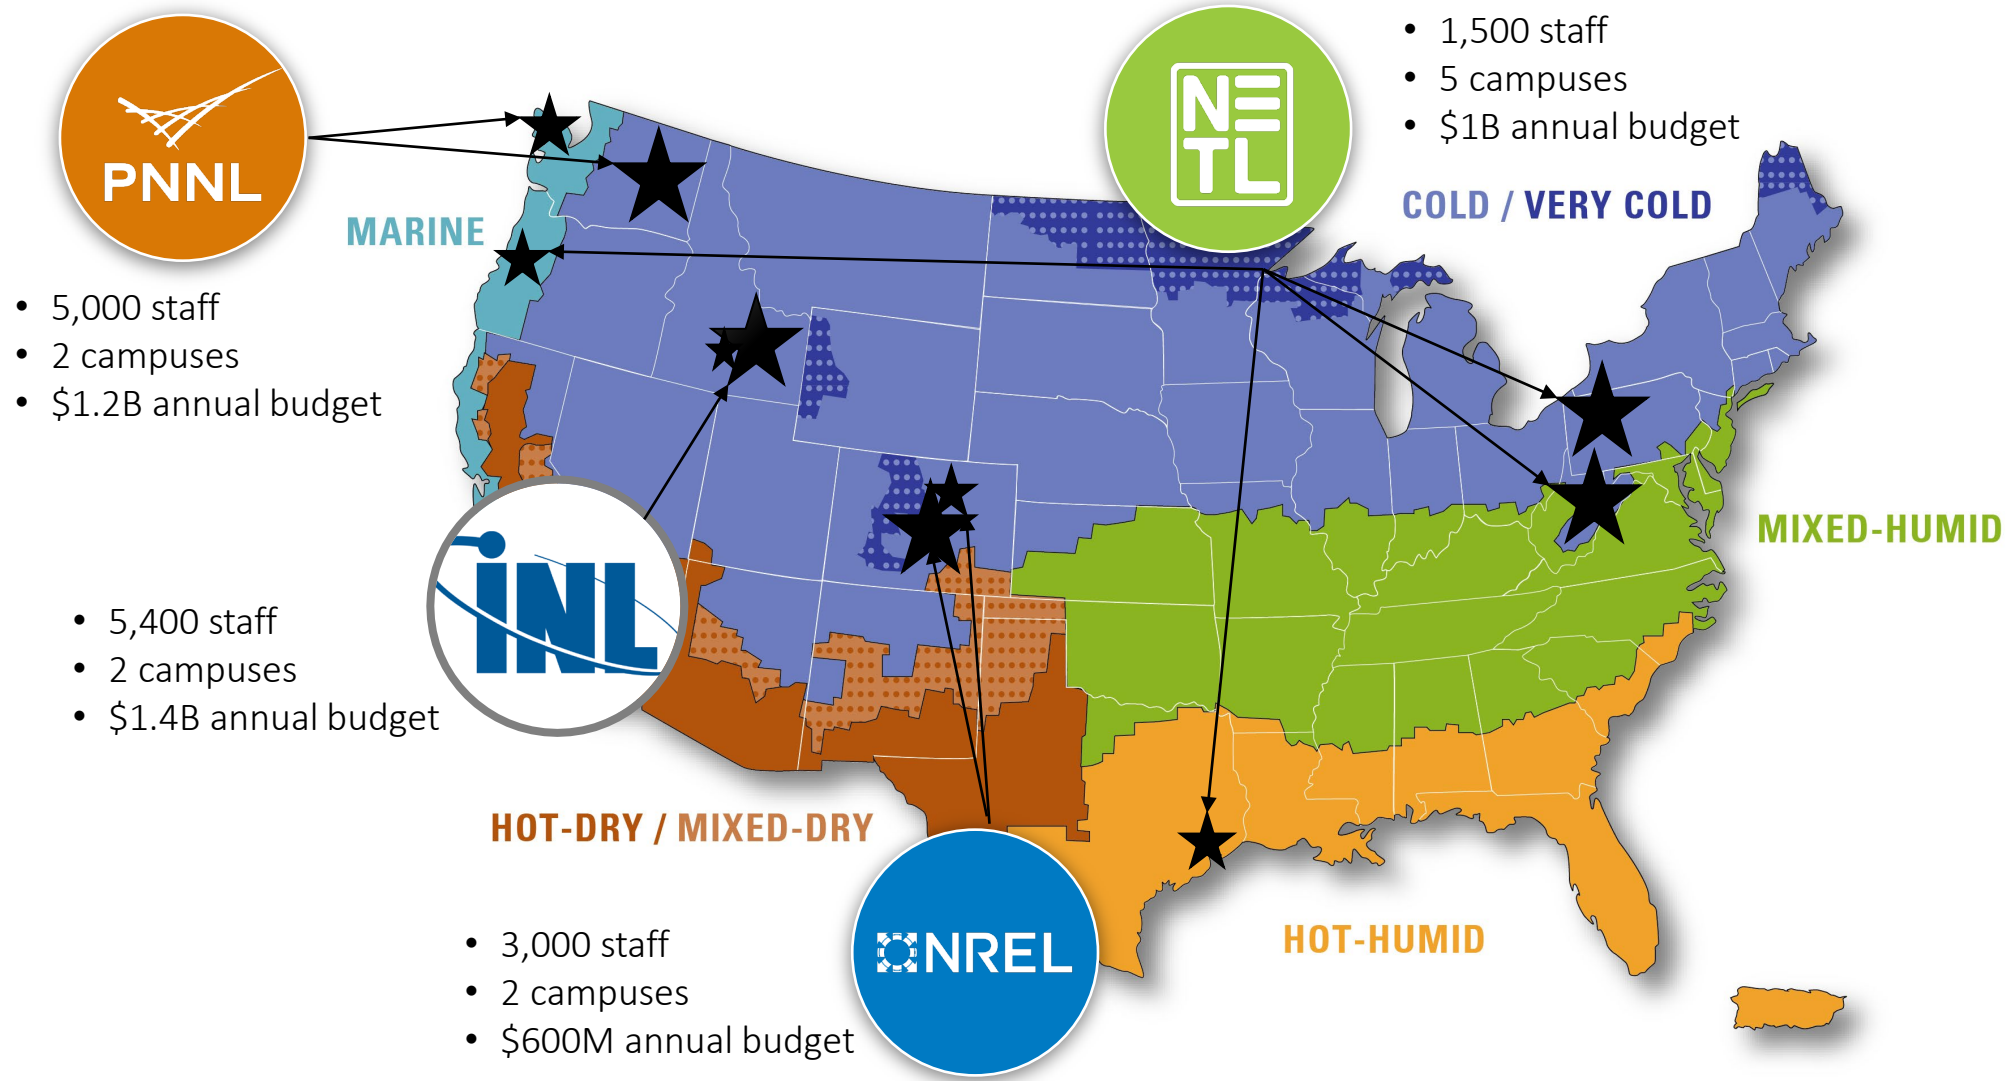 PNNL
• 5,000 staff
• 2 campuses
• $1.2B annual budget
NE
TL
• 1,500 staff
• 5 campuses
• $1B annual budget
COLD / VERY COLD
MARINE
MIXED-HUMID
INL
• 5,400 staff
• 2 campuses
• $1.4B annual budget
HOT-DRY / MIXED-DRY
HOT-HUMID
NREL
• 3,000 staff
• 2 campuses
• $600M annual budget